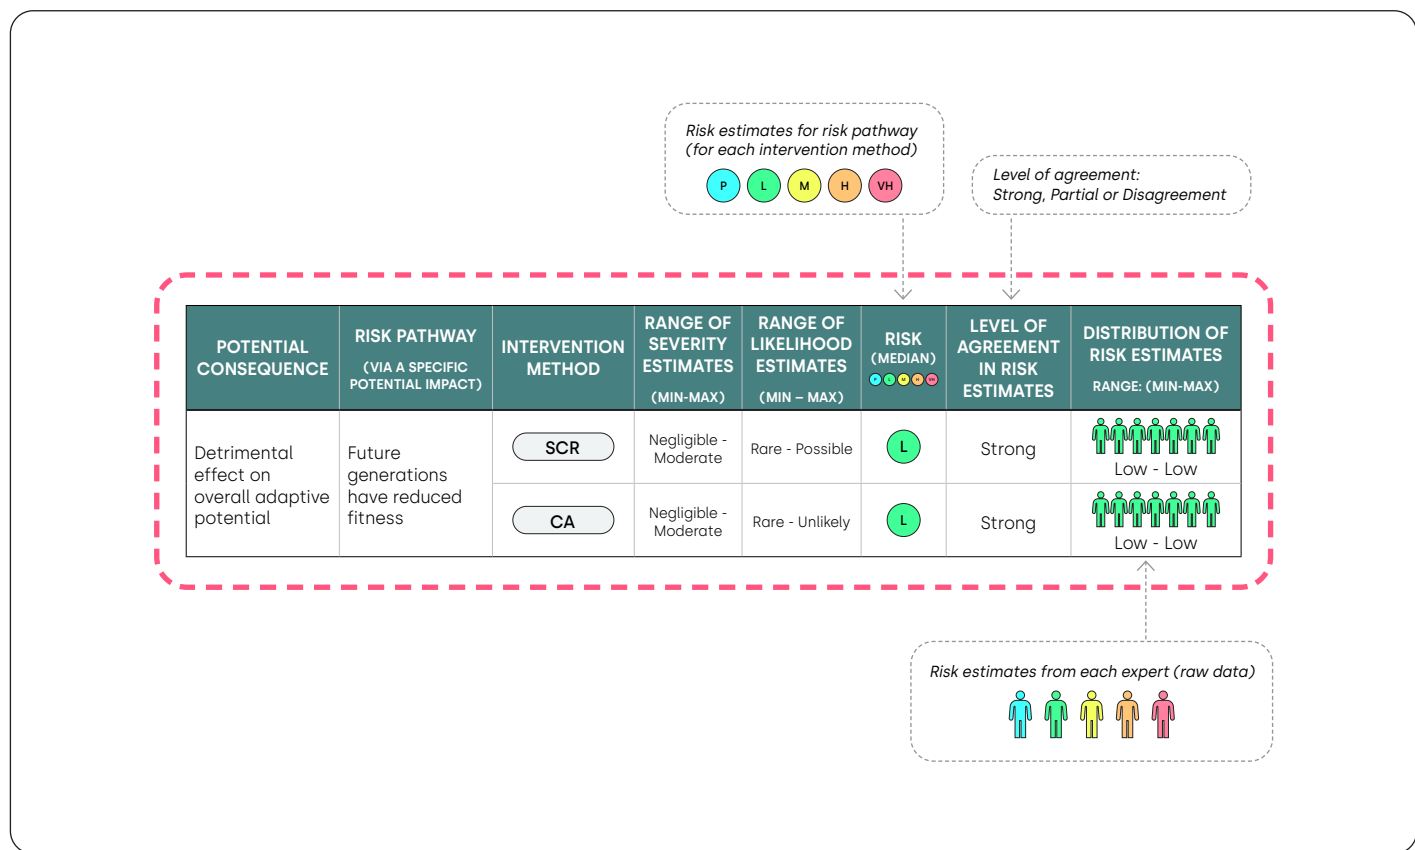 Risk estimates for risk pathway
(for each intervention method)
P L M H VH
Level of agreement:
Strong, Partial or Disagreement
POTENTIAL
CONSEQUENCE
RISK PATHWAY
(VIA A SPECIFIC
POTENTIAL IMPACT)
INTERVENTION
METHOD
RANGE OF
SEVERITY
ESTIMATES
(MIN-MAX)
RANGE OF
LIKELIHOOD
ESTIMATES
(MIN – MAX)
RISK
(MEDIAN)
P L M H VH
LEVEL OF
AGREEMENT
IN RISK
ESTIMATES
DISTRIBUTION OF
RISK ESTIMATES
RANGE: (MIN-MAX)
Detrimental
effect on
overall adaptive
potential
Future
generations
have reduced
fitness
SCR
Negligible -
Moderate
Rare - Possible
L
Strong
Low - Low
CA
Negligible -
Moderate
Rare - Unlikely
L
Strong
Low - Low
Risk estimates from each expert (raw data)